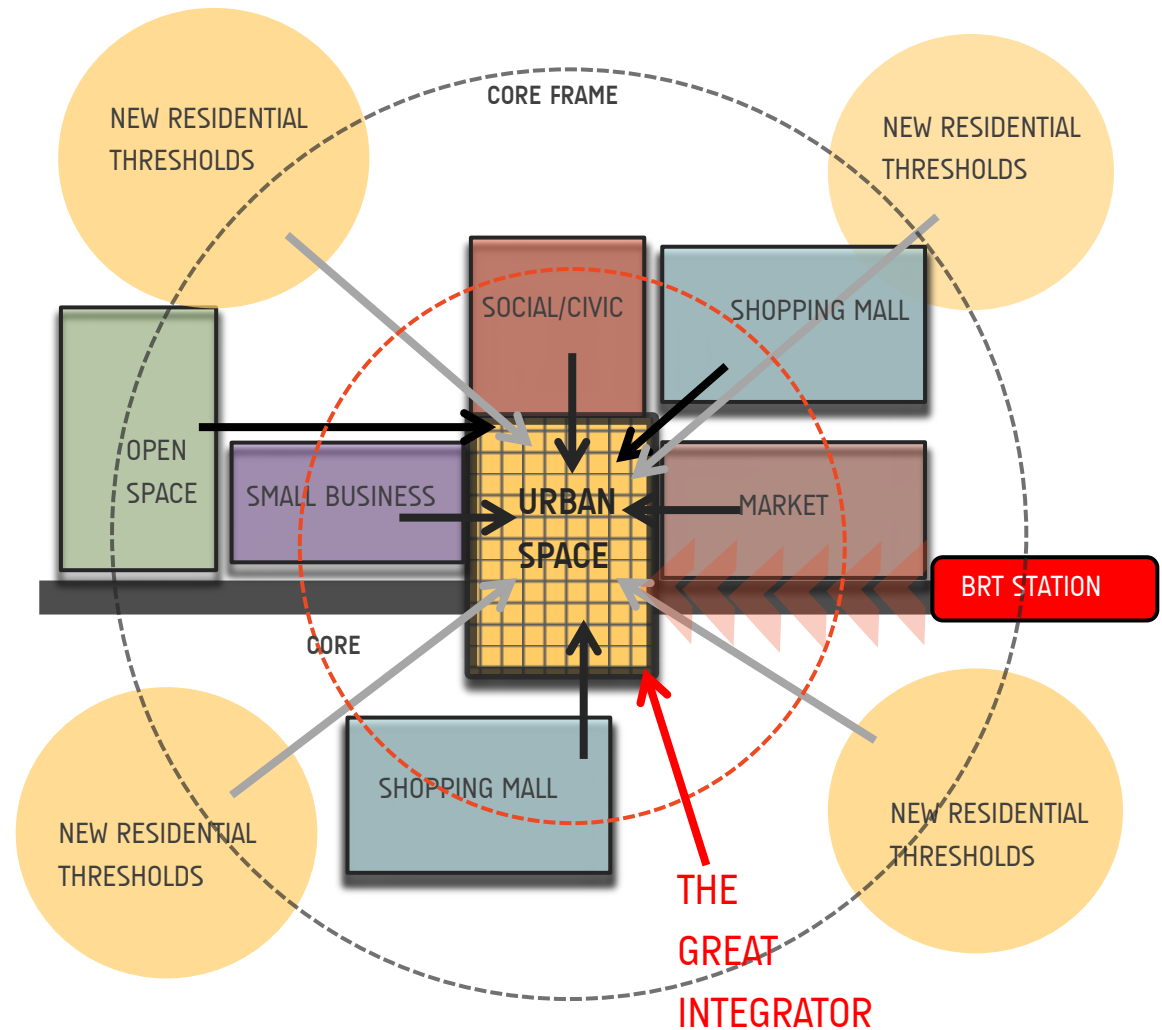 CORE FRAME
NEW RESIDENTIAL
THRESHOLDS
NEW RESIDENTIAL
THRESHOLDS
SOCIAL/CIVIC
SHOPPING MALL
OPEN
SPACE
SMALL BUSINESS
URBAN
SPACE
MARKET
BRT STATION
CORE
SHOPPING MALL
NEW RESIDENTIAL
THRESHOLDS
NEW RESIDENTIAL
THRESHOLDS
THE
GREAT
INTEGRATOR